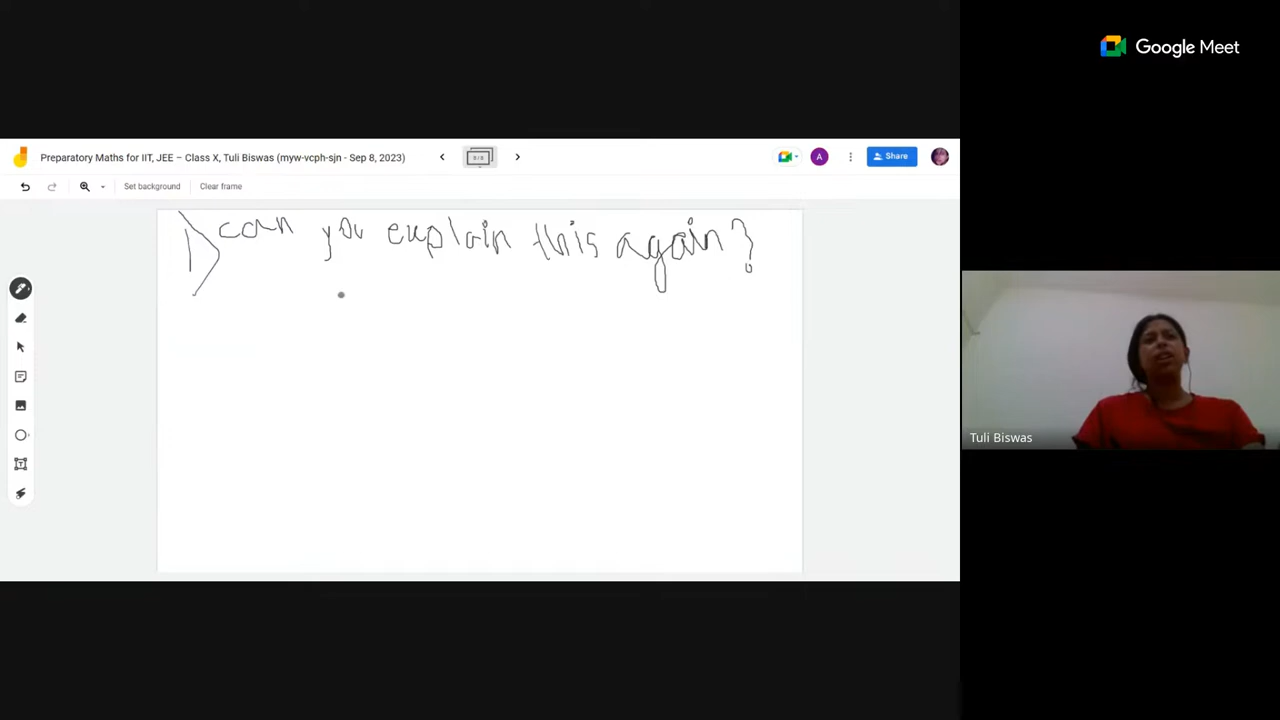 Google Meet
Preparatory Maths for IIT, JEE – Class X, Tuli Biswas (myw-vcph-sjn - Sep 8, 2023)
A
Share
Set background
Clear frame
1) can you explain this again?
Tuli Biswas